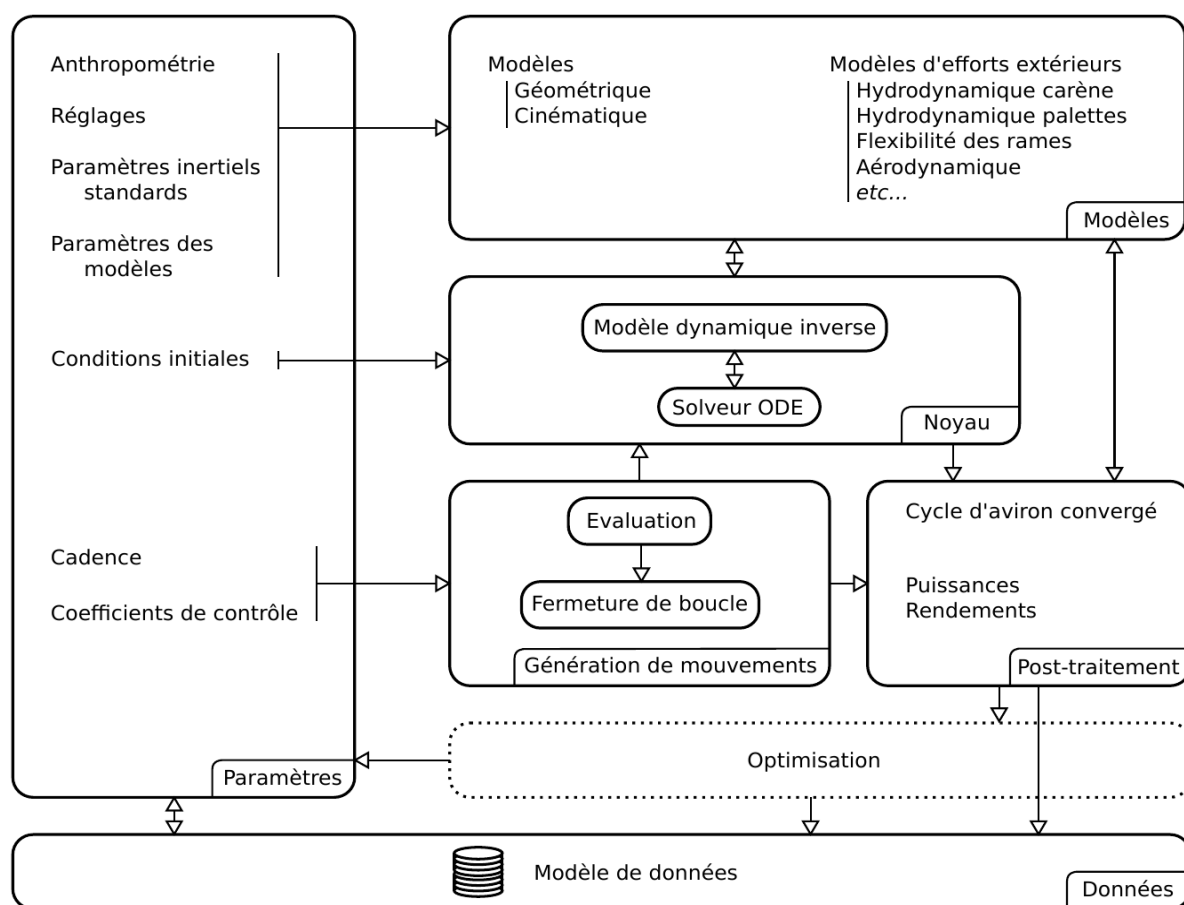 Anthropométrie
Réglages
Paramètres inertiels
standards
Paramètres des
modèles
Conditions initiales
Cadence
Coefficients de contrôle
Paramètres
Modèles
Géométrique
Cinématique
Modèles d'efforts extérieurs
Hydrodynamique carène
Hydrodynamique palettes
Flexibilité des rames
Aérodynamique
etc...
Modèles
Modèle dynamique inverse
Solveur ODE
Noyau
Evaluation
Fermeture de boucle
Génération de mouvements
Cycle d'aviron convergé
Puissances
Rendements
Post-traitement
Optimisation
Modèle de données
Données